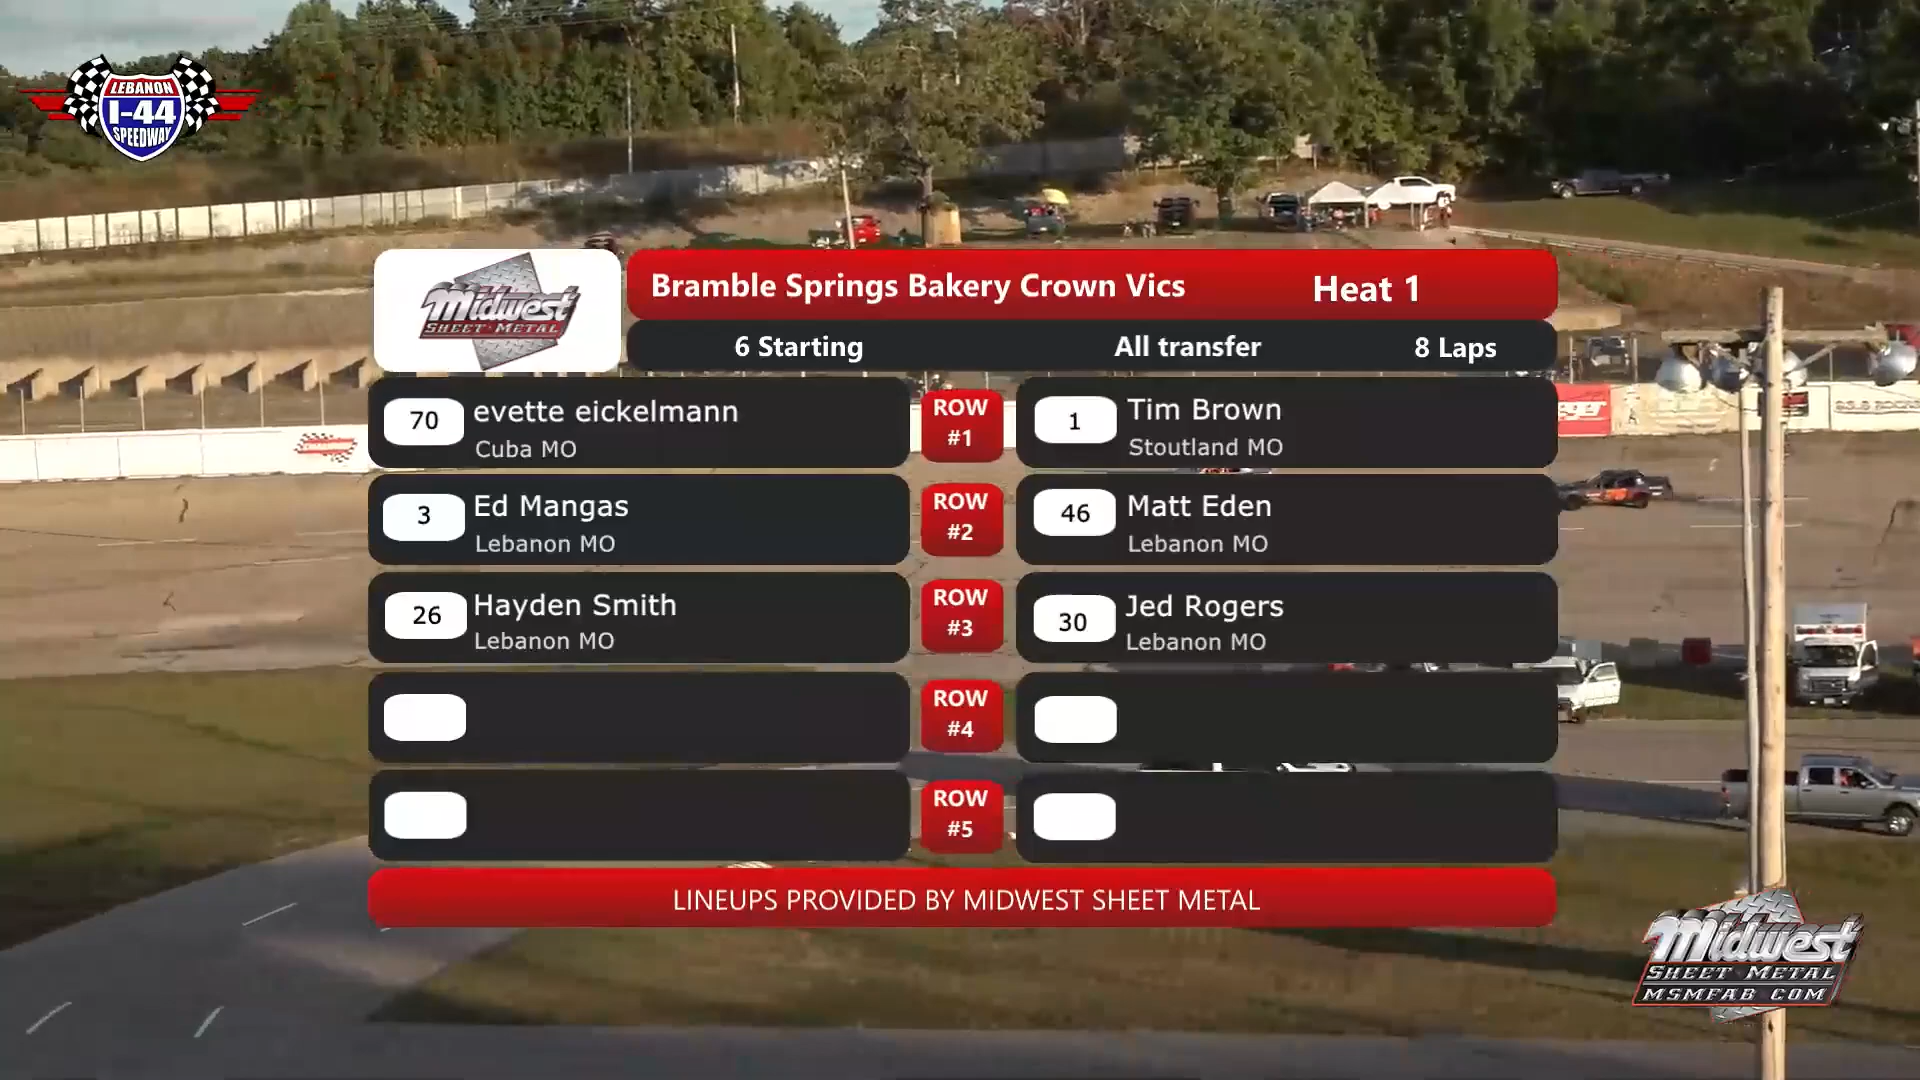 LEBANON
I-44
SPEEDWAY
Midwest
SHEET METAL
Bramble Springs Bakery Crown Vics
Heat 1
6 Starting
All transfer
8 Laps
70
evette eickelmann
Cuba MO
ROW
#1
1
Tim Brown
Stoutland MO
3
Ed Mangas
Lebanon MO
ROW
#2
46
Matt Eden
Lebanon MO
26
Hayden Smith
Lebanon MO
ROW
#3
30
Jed Rogers
Lebanon MO
ROW
#4
ROW
#5
LINEUPS PROVIDED BY MIDWEST SHEET METAL
Midwest
SHEET METAL
MSMFAB COM